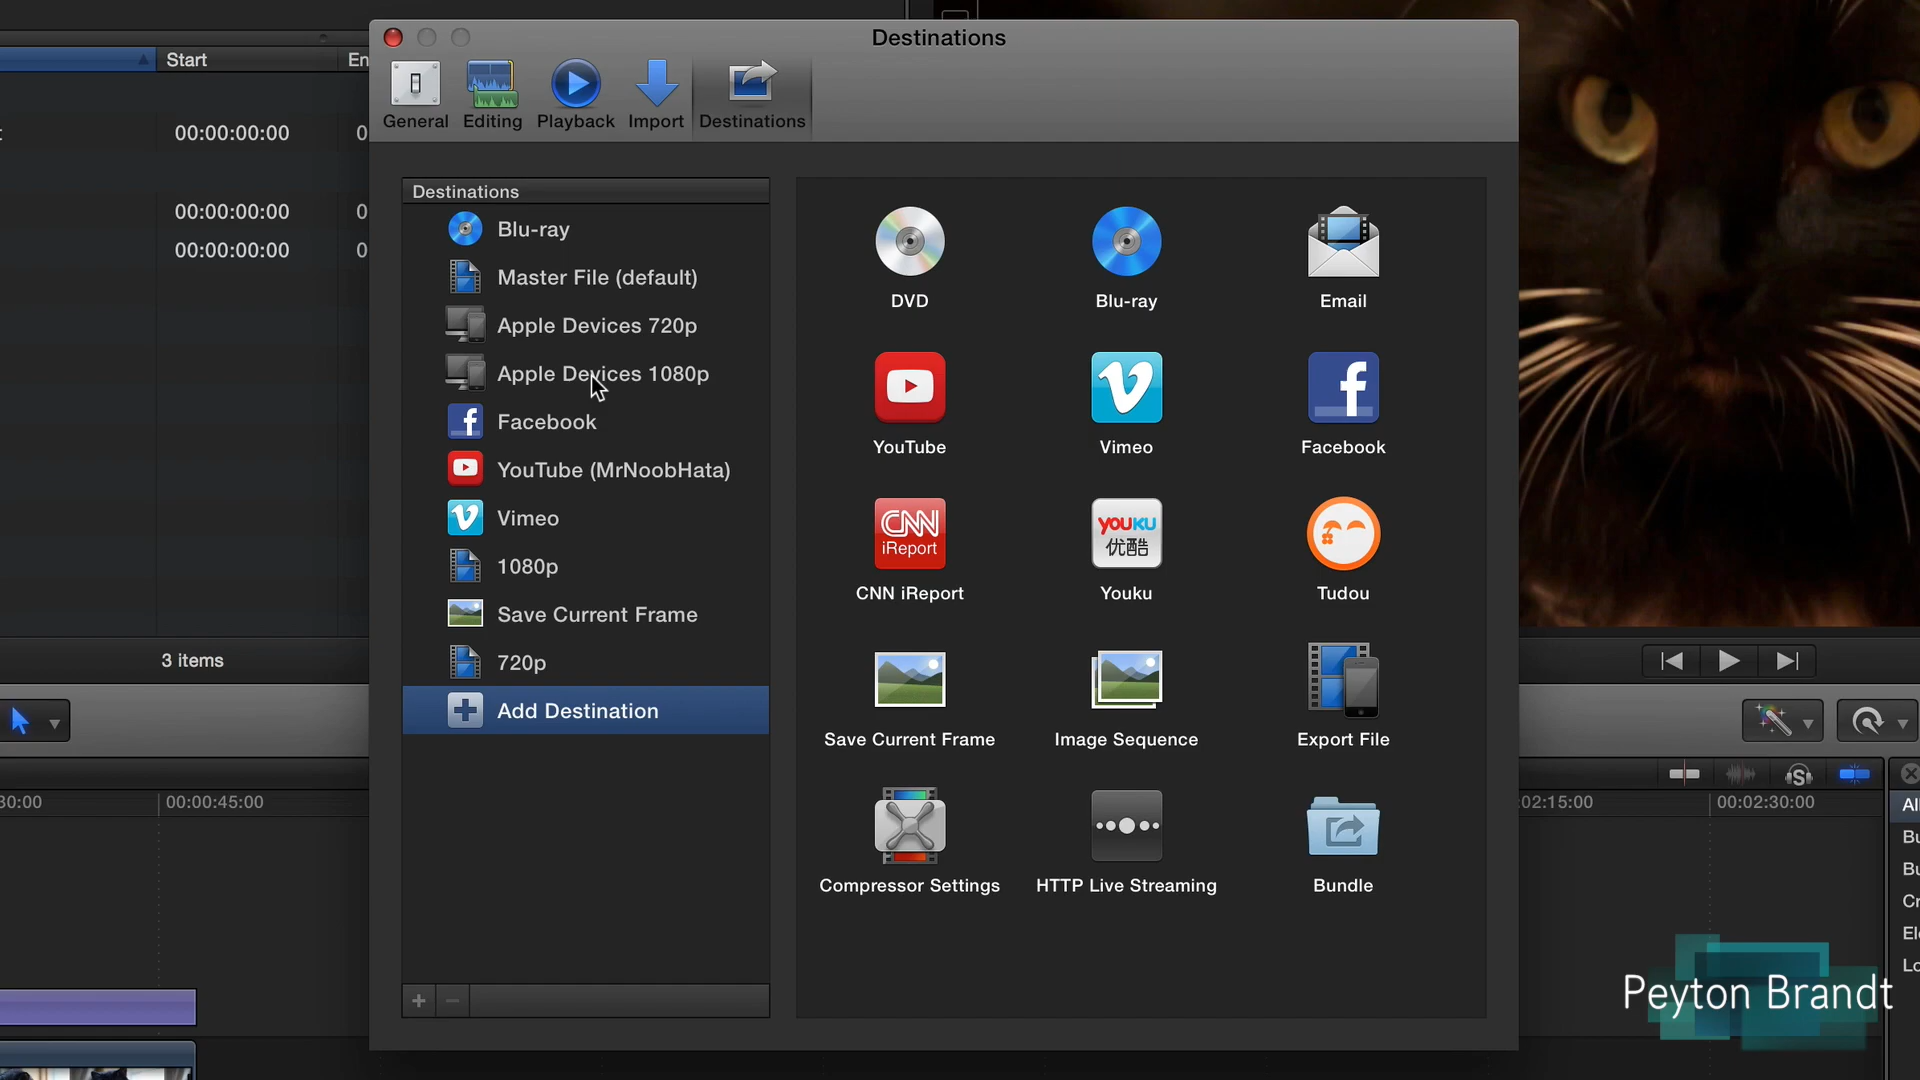 Destinations
General
Editing
Playback
Import
Destinations
Start
00:00:00:00
00:00:00:00
00:00:00:00
3 items
Destinations
Blu-ray
Master File (default)
Apple Devices 720p
Apple Devices 1080p
Facebook
YouTube (MrNoobHata)
Vimeo
1080p
Save Current Frame
720p
Add Destination
DVD
Blu-ray
Email
YouTube
Vimeo
Facebook
CNN
iReport
YOUKU
优酷
CNN iReport
Youku
Tudou
Save Current Frame
Image Sequence
Export File
Compressor Settings
HTTP Live Streaming
Bundle
30:00
00:00:45:00
02:15:00
00:02:30:00
Peyton Brandt